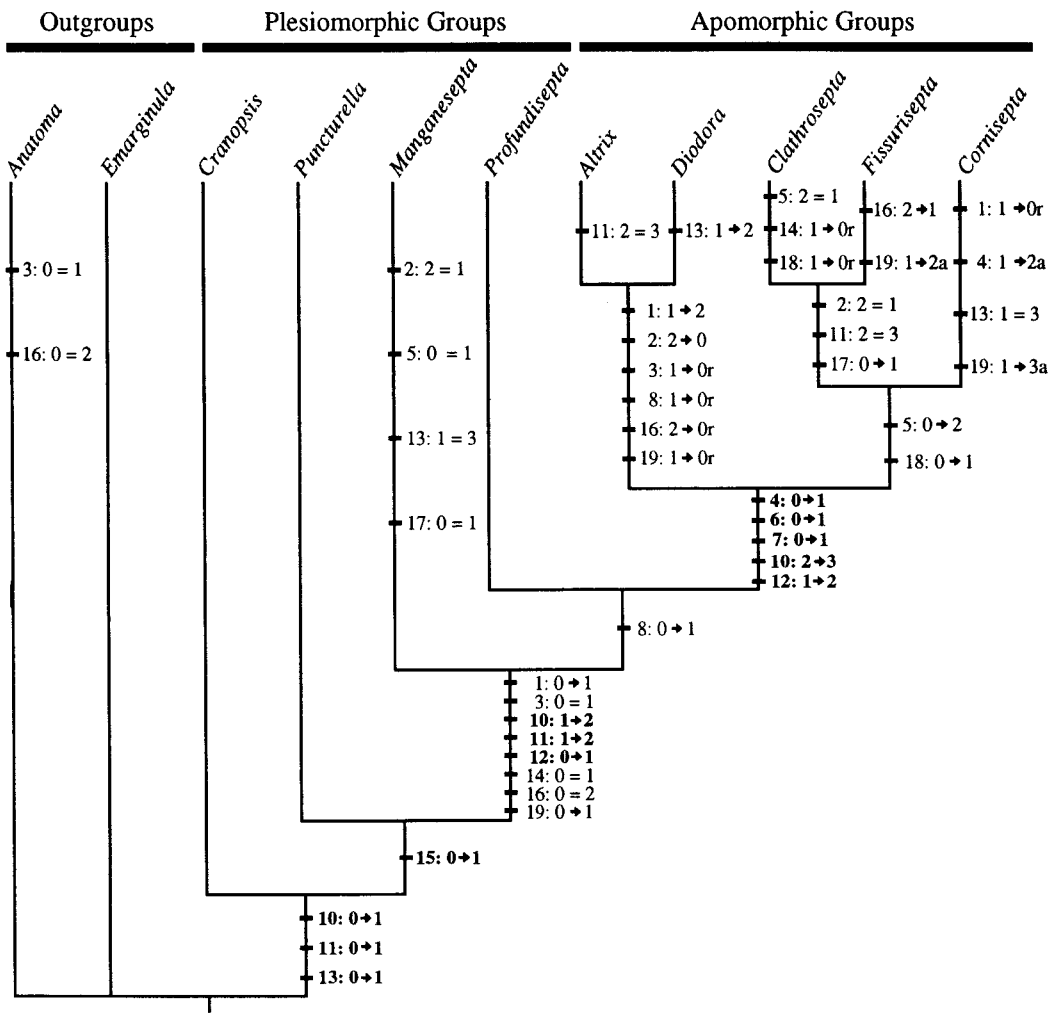 Outgroups
Plesiomorphic Groups
Apomorphic Groups
Anatoma
Emarginula
Cranopsis
Puncturella
Manganesepta
Profundisepta
Altrix
Diodora
Clathrosepta
Fissurisepta
Cornisepta
3: 0 = 1
16: 0 = 2
2: 2 = 1
5: 0 = 1
13: 1 = 3
17: 0 = 1
11: 2 = 3
13: 1 → 2
5: 2 = 1
14: 1 → 0r
18: 1 → 0r
16: 2 → 1
19: 1 → 2a
1: 1 → 0r
4: 1 → 2a
13: 1 = 3
19: 1 → 3a
1: 1 → 2
2: 2 → 0
3: 1 → 0r
8: 1 → 0r
16: 2 → 0r
19: 1 → 0r
2: 2 = 1
11: 2 = 3
17: 0 → 1
5: 0 → 2
18: 0 → 1
4: 0 → 1
6: 0 → 1
7: 0 → 1
10: 2 → 3
12: 1 → 2
8: 0 → 1
1: 0 → 1
3: 0 = 1
10: 1 → 2
11: 1 → 2
12: 0 → 1
14: 0 = 1
16: 0 = 2
19: 0 → 1
15: 0 → 1
10: 0 → 1
11: 0 → 1
13: 0 → 1